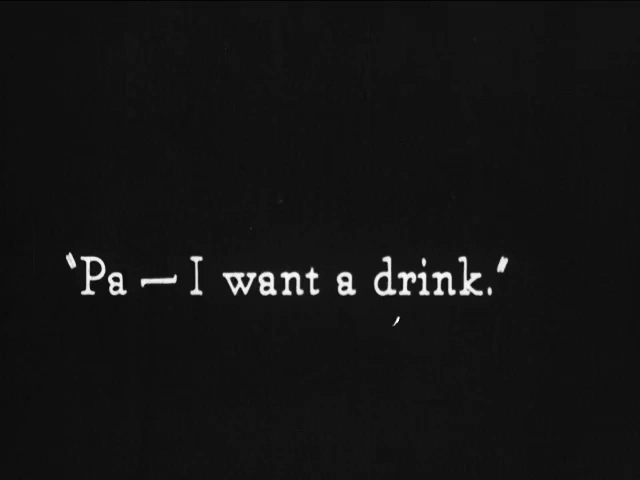 "Pa — I want a drink."